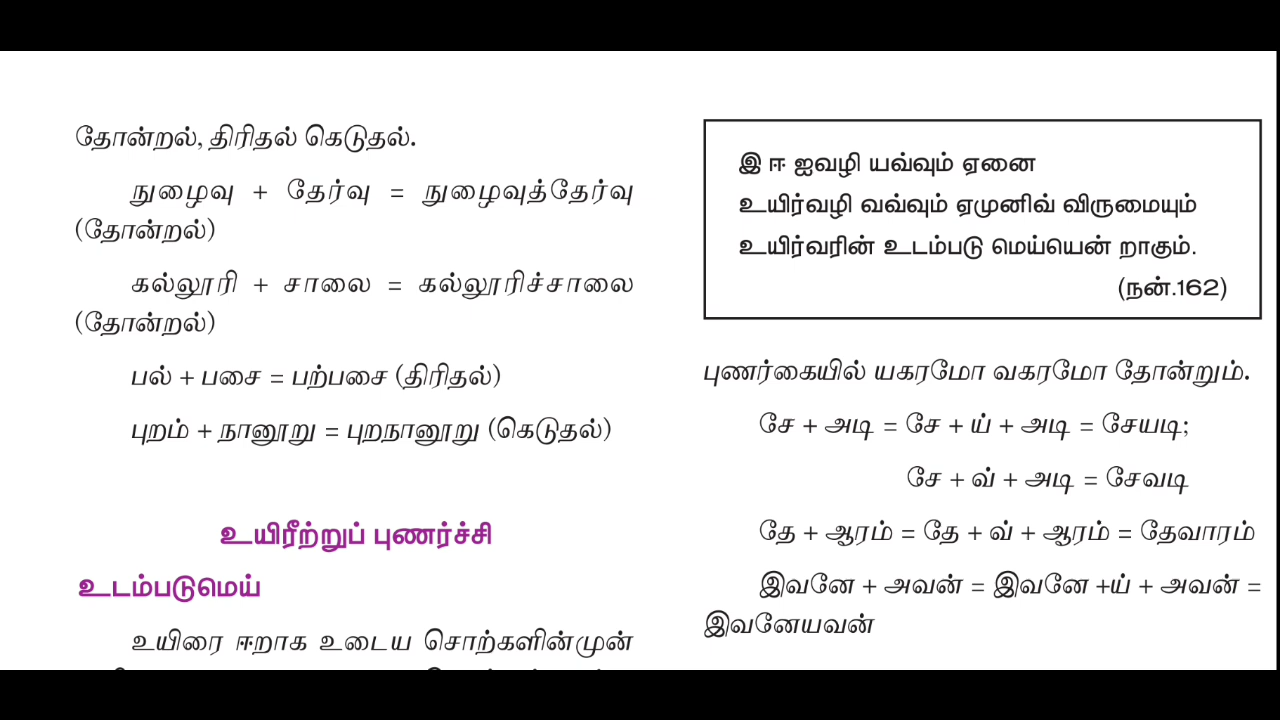 தோன்றல், திரிதல் கெடுதல்.
நுழைவு + தேர்வு = நுழைவுத்தேர்வு
(தோன்றல்)
கல்லூரி + சாலை = கல்லூரிச்சாலை
(தோன்றல்)
பல் + பசை = பற்பசை (திரிதல்)
புறம் + நானூறு = புறநானூறு (கெடுதல்)
உயிரீற்றுப் புணர்ச்சி
உடம்படுமெய்
உயிரை ஈறாக உடைய சொற்களின்முன்
இ ஈ ஐவழி யவ்வும் ஏனை
உயிர்வழி வவ்வும் ஏமுனிவ் விருமையும்
உயிர்வரின் உடம்படு மெய்யென் றாகும்.
(நன்.162)
புணர்கையில் யகரமோ வகரமோ தோன்றும்.
சே + அடி = சே + ய் + அடி = சேயடி;
சே + வ் + அடி = சேவடி
தே + ஆரம் = தே + வ் + ஆரம் = தேவாரம்
இவனே + அவன் = இவனே +ய் + அவன் =
இவனேயவன்